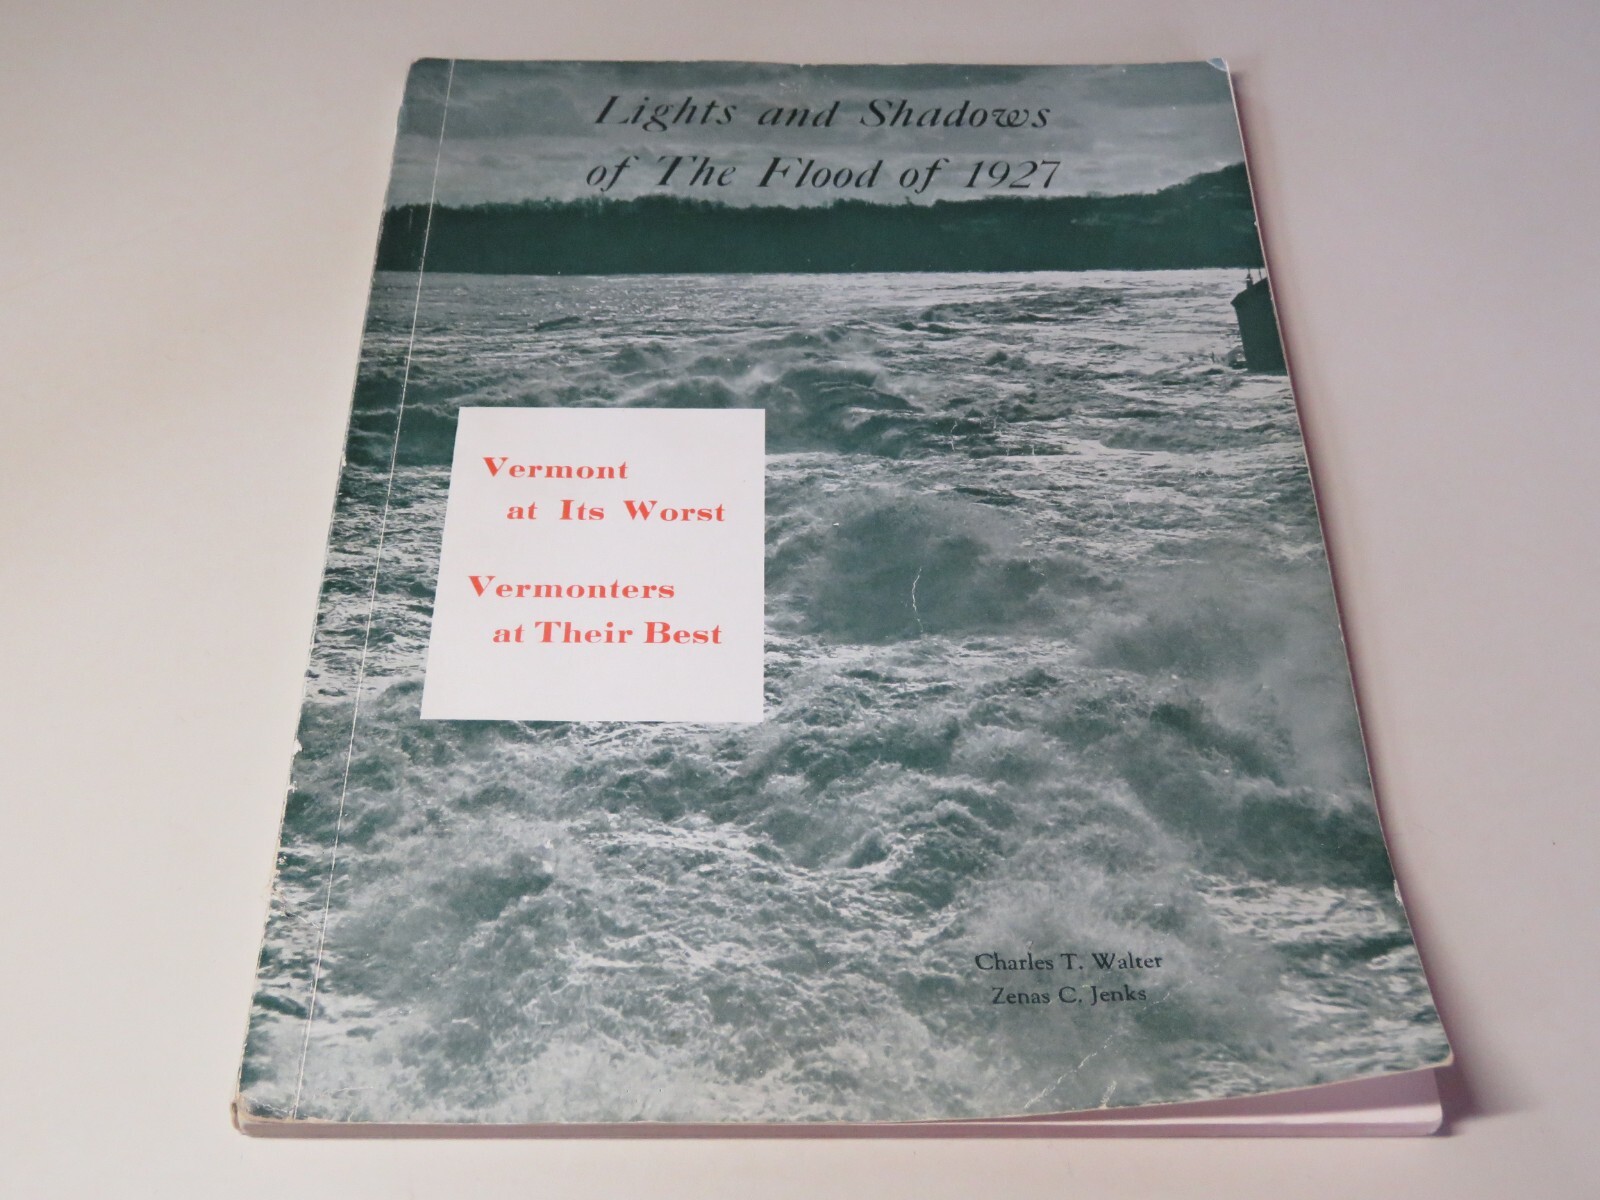 Lights and Shadows
of The Flood of 1927
Vermont
at Its Worst
Vermonters
at Their Best
Charles T. Walter
Zenas C. Jenks